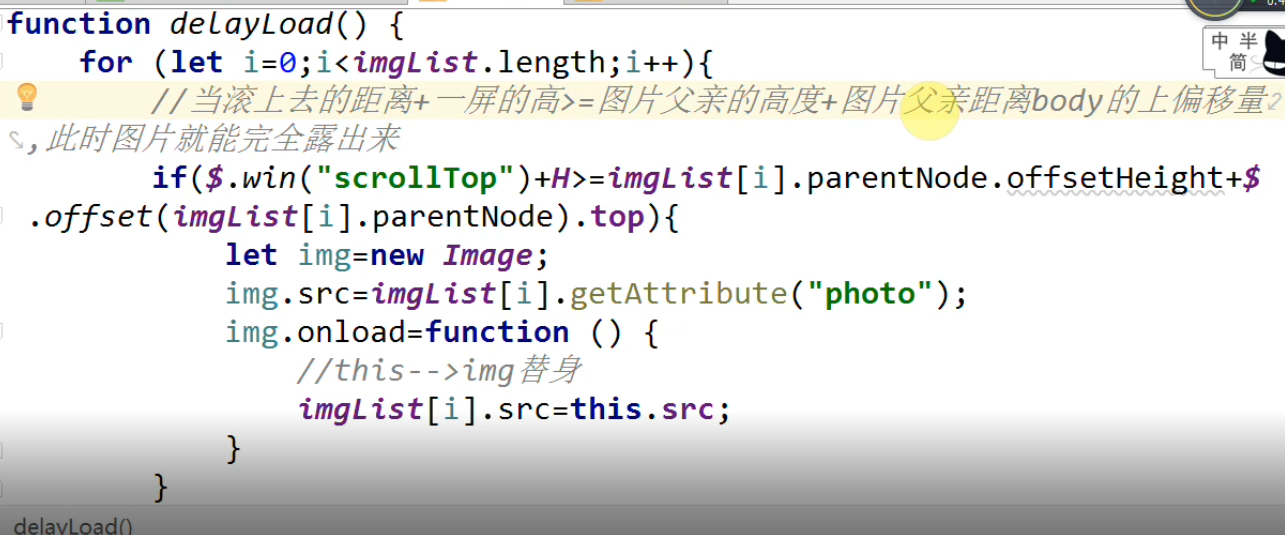 function delayLoad() {
for (let i=0;i<imgList.length;i++){
//当滚上去的距离+一屏的高>=图片父亲的高度+图片父亲距离body的上偏移量
,此时图片就能完全露出来
if($.win("scrollTop")+H>=imgList[i].parentNode.offsetHeight+$
.offset(imgList[i].parentNode).top){
let img=new Image;
img.src=imgList[i].getAttribute("photo");
img.onload=function () {
//this-->img替身
imgList[i].src=this.src;
}
}
delayLoad()
中 半
简